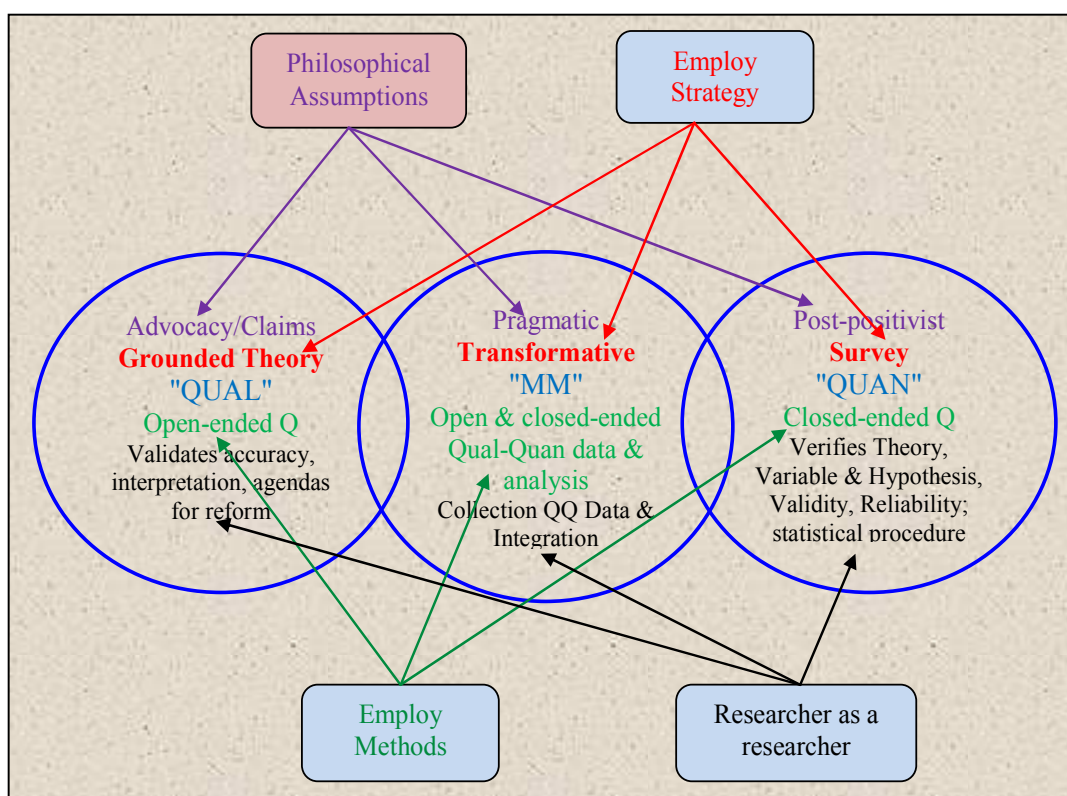 Philosophical
Assumptions
Employ
Strategy
Advocacy/Claims
Grounded Theory
"QUAL"
Open-ended Q
Validates accuracy,
interpretation, agendas
for reform
Pragmatic
Transformative
"MM"
Open & closed-ended
Qual-Quan data &
analysis
Collection QQ Data &
Integration
Post-positivist
Survey
"QUAN"
Closed-ended Q
Verifies Theory,
Variable & Hypothesis,
Validity, Reliability;
statistical procedure
Employ
Methods
Researcher as a
researcher